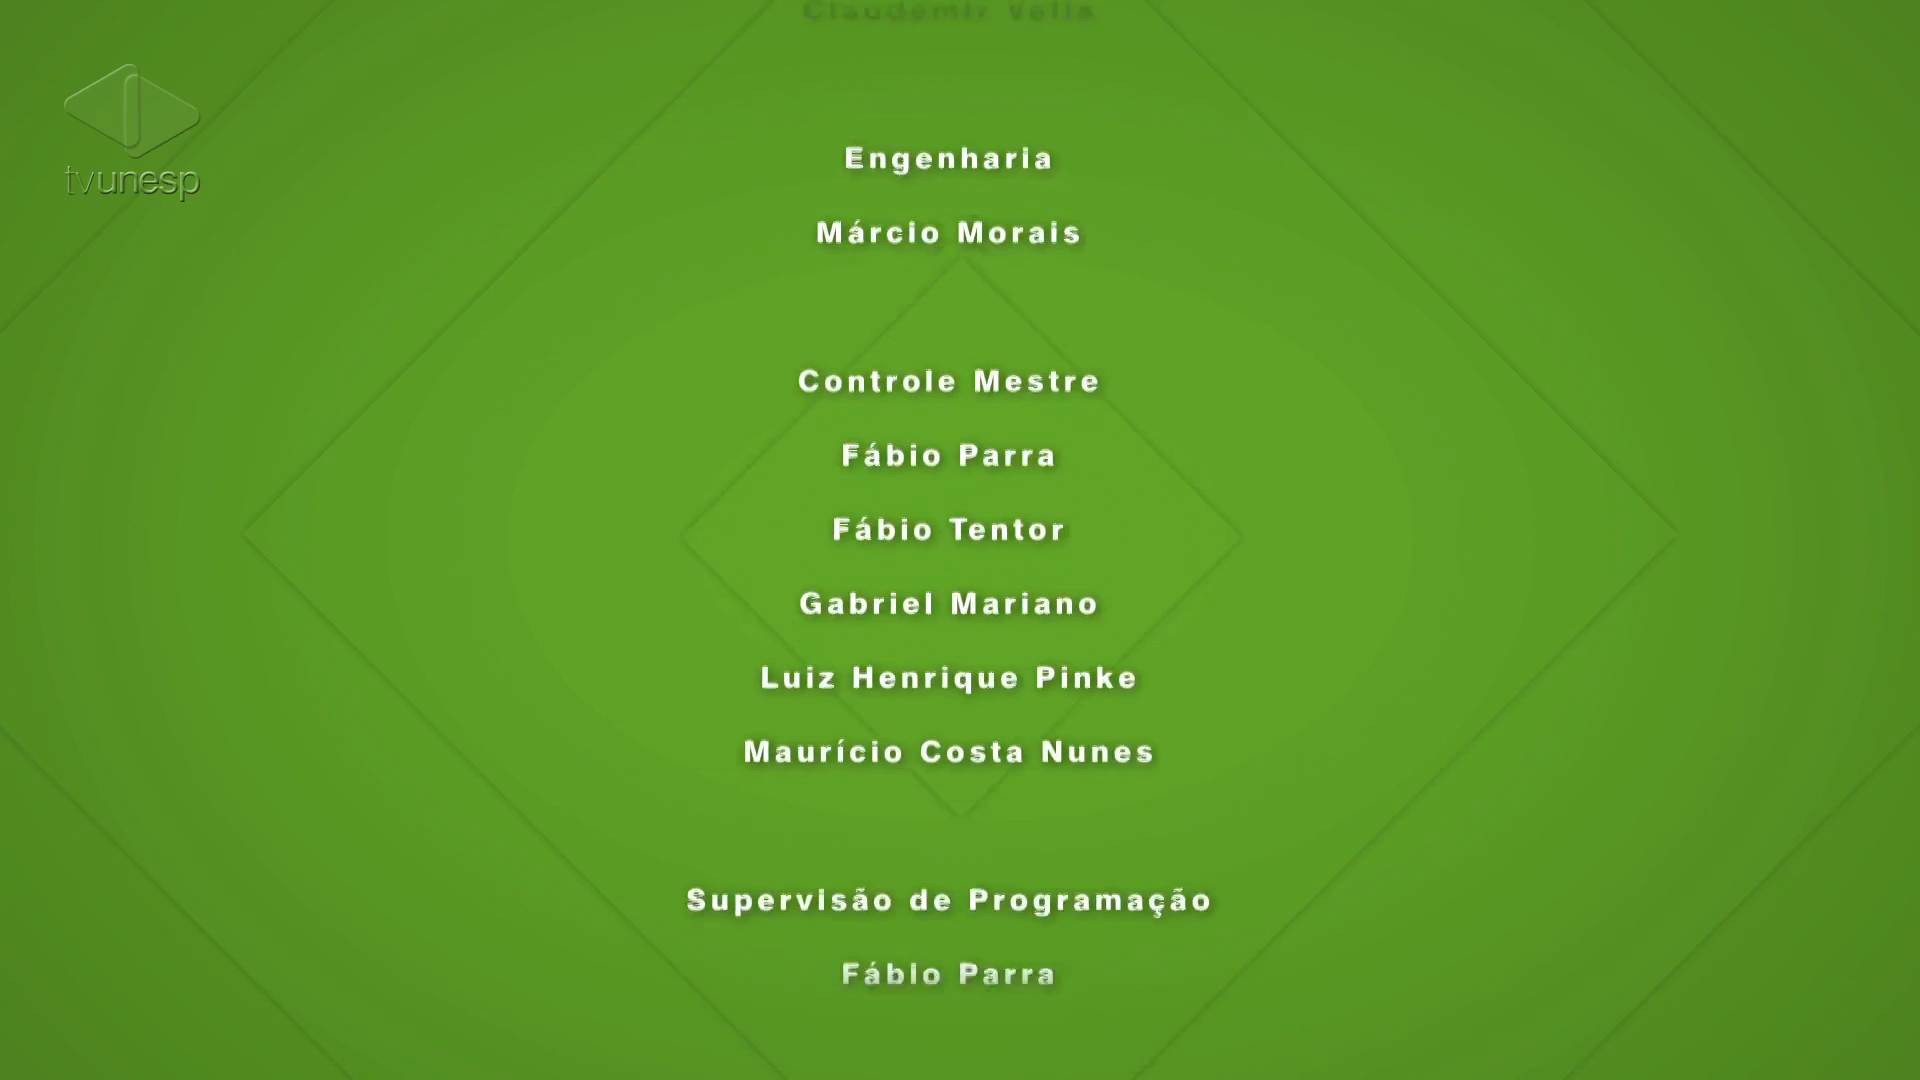 tvunesp
Engenharia
Márcio Morais
Controle Mestre
Fábio Parra
Fábio Tentor
Gabriel Mariano
Luiz Henrique Pinke
Maurício Costa Nunes
Supervisão de Programação
Fábio Parra